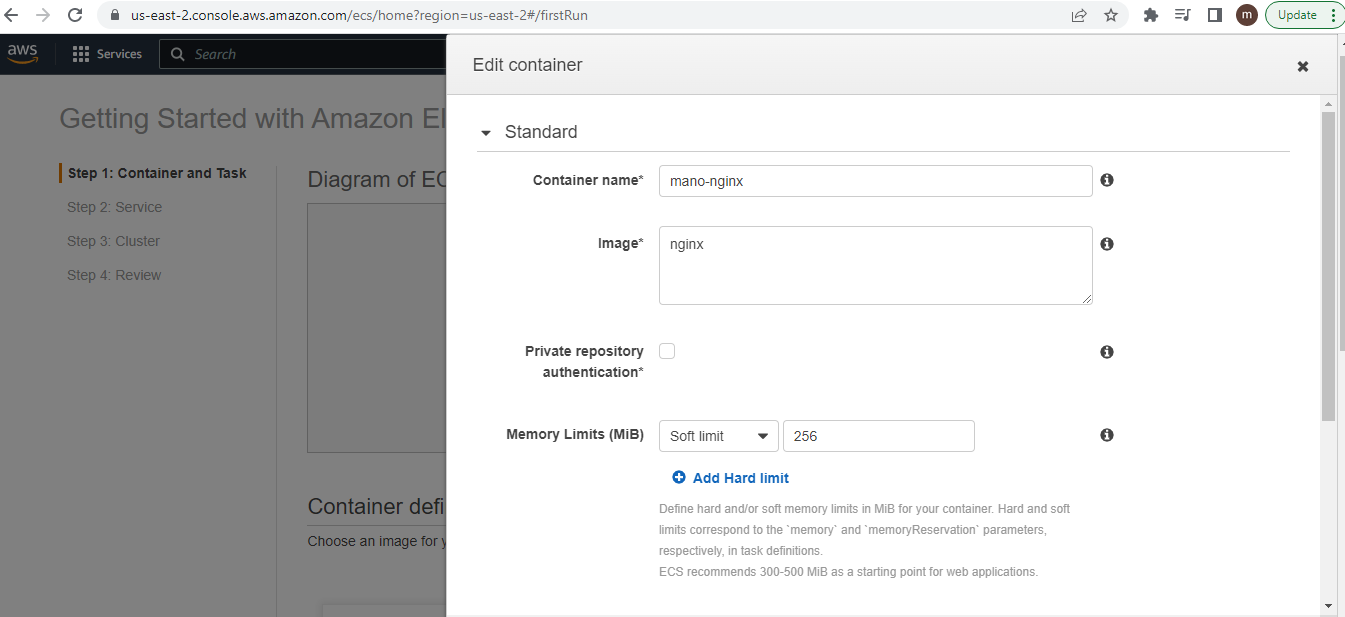 us-east-2.console.aws.amazon.com/ecs/home?region=us-east-2#/firstRun
m
Update
aws
Services
Search
Edit container
Getting Started with Amazon El
Standard
Step 1: Container and Task
Step 2: Service
Step 3: Cluster
Step 4: Review
Diagram of EC
Container name*
mano-nginx
Image*
nginx
Private repository
authentication*
Memory Limits (MiB)
Soft limit
256
Add Hard limit
Define hard and/or soft memory limits in MiB for your container. Hard and soft
limits correspond to the `memory` and `memoryReservation` parameters,
respectively, in task definitions.
ECS recommends 300-500 MiB as a starting point for web applications.
Container defi
Choose an image for y